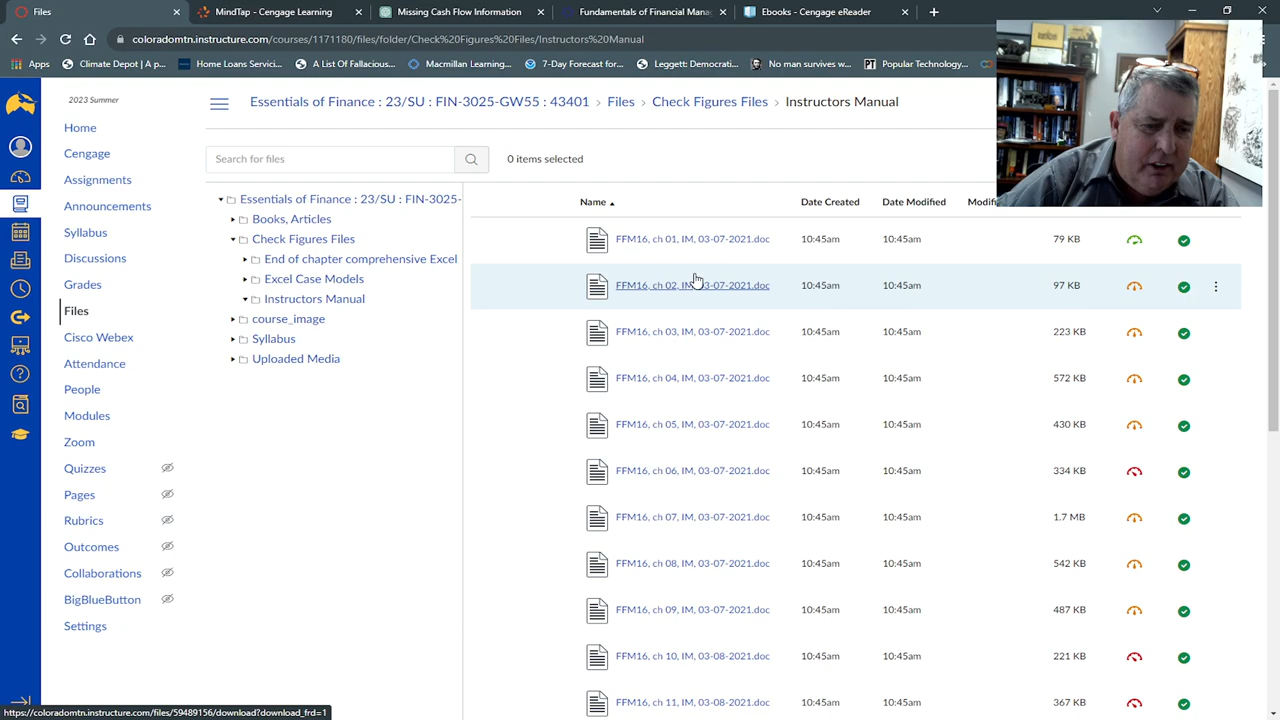 Files
MindTap - Cengage Learning
Missing Cash Flow Info
Fundamentals of Financial Mana
Ebooks - Cengage eReader
coloradomtn.instructure.com/courses/1171180/files/folder/Check%20Figures%20Files/Instructors%20Manual
Apps
Climate Deception | A p...
Home Loans Servic...
A List Of Fallacious...
Macmillan Learning...
7-Day Forecast for...
Leggett Democrat...
No man survives w...
Popular Meditation...
2023 Summer
Essentials of Finance : 23/SU : FIN-3025-GW55 : 43401 > Files > Check Figures Files > Instructors Manual
Home
Cengage
Assignments
Announcements
Syllabus
Discussions
Grades
Files
Cisco Webex
Attendance
People
Modules
Zoom
Quizzes
Pages
Rubrics
Outcomes
Collaborations
BigBlueButton
Settings
Search for files
0 items selected
Essentials of Finance : 23/SU : FIN-3025-
Books, Articles
Check Figures Files
End of chapter comprehensive Excel
Excel Case Models
Instructors Manual
course_image
Syllabus
Uploaded Media
Name Date Created Date Modified Modif
FFM16, ch 01, IM, 03-07-2021.doc 10:45am 10:45am 79 KB
FFM16, ch 02, IM, 03-07-2021.doc 10:45am 10:45am 97 KB
FFM16, ch 03, IM, 03-07-2021.doc 10:45am 10:45am 223 KB
FFM16, ch 04, IM, 03-07-2021.doc 10:45am 10:45am 572 KB
FFM16, ch 05, IM, 03-07-2021.doc 10:45am 10:45am 430 KB
FFM16, ch 06, IM, 03-07-2021.doc 10:45am 10:45am 334 KB
FFM16, ch 07, IM, 03-07-2021.doc 10:45am 10:45am 1.7 MB
FFM16, ch 08, IM, 03-07-2021.doc 10:45am 10:45am 542 KB
FFM16, ch 09, IM, 03-07-2021.doc 10:45am 10:45am 487 KB
FFM16, ch 10, IM, 03-08-2021.doc 10:45am 10:45am 221 KB
FFM16, ch 11, IM, 03-08-2021.doc 10:45am 10:45am 367 KB
https://coloradomtn.instructure.com/files/59489156/download?download_frd=1